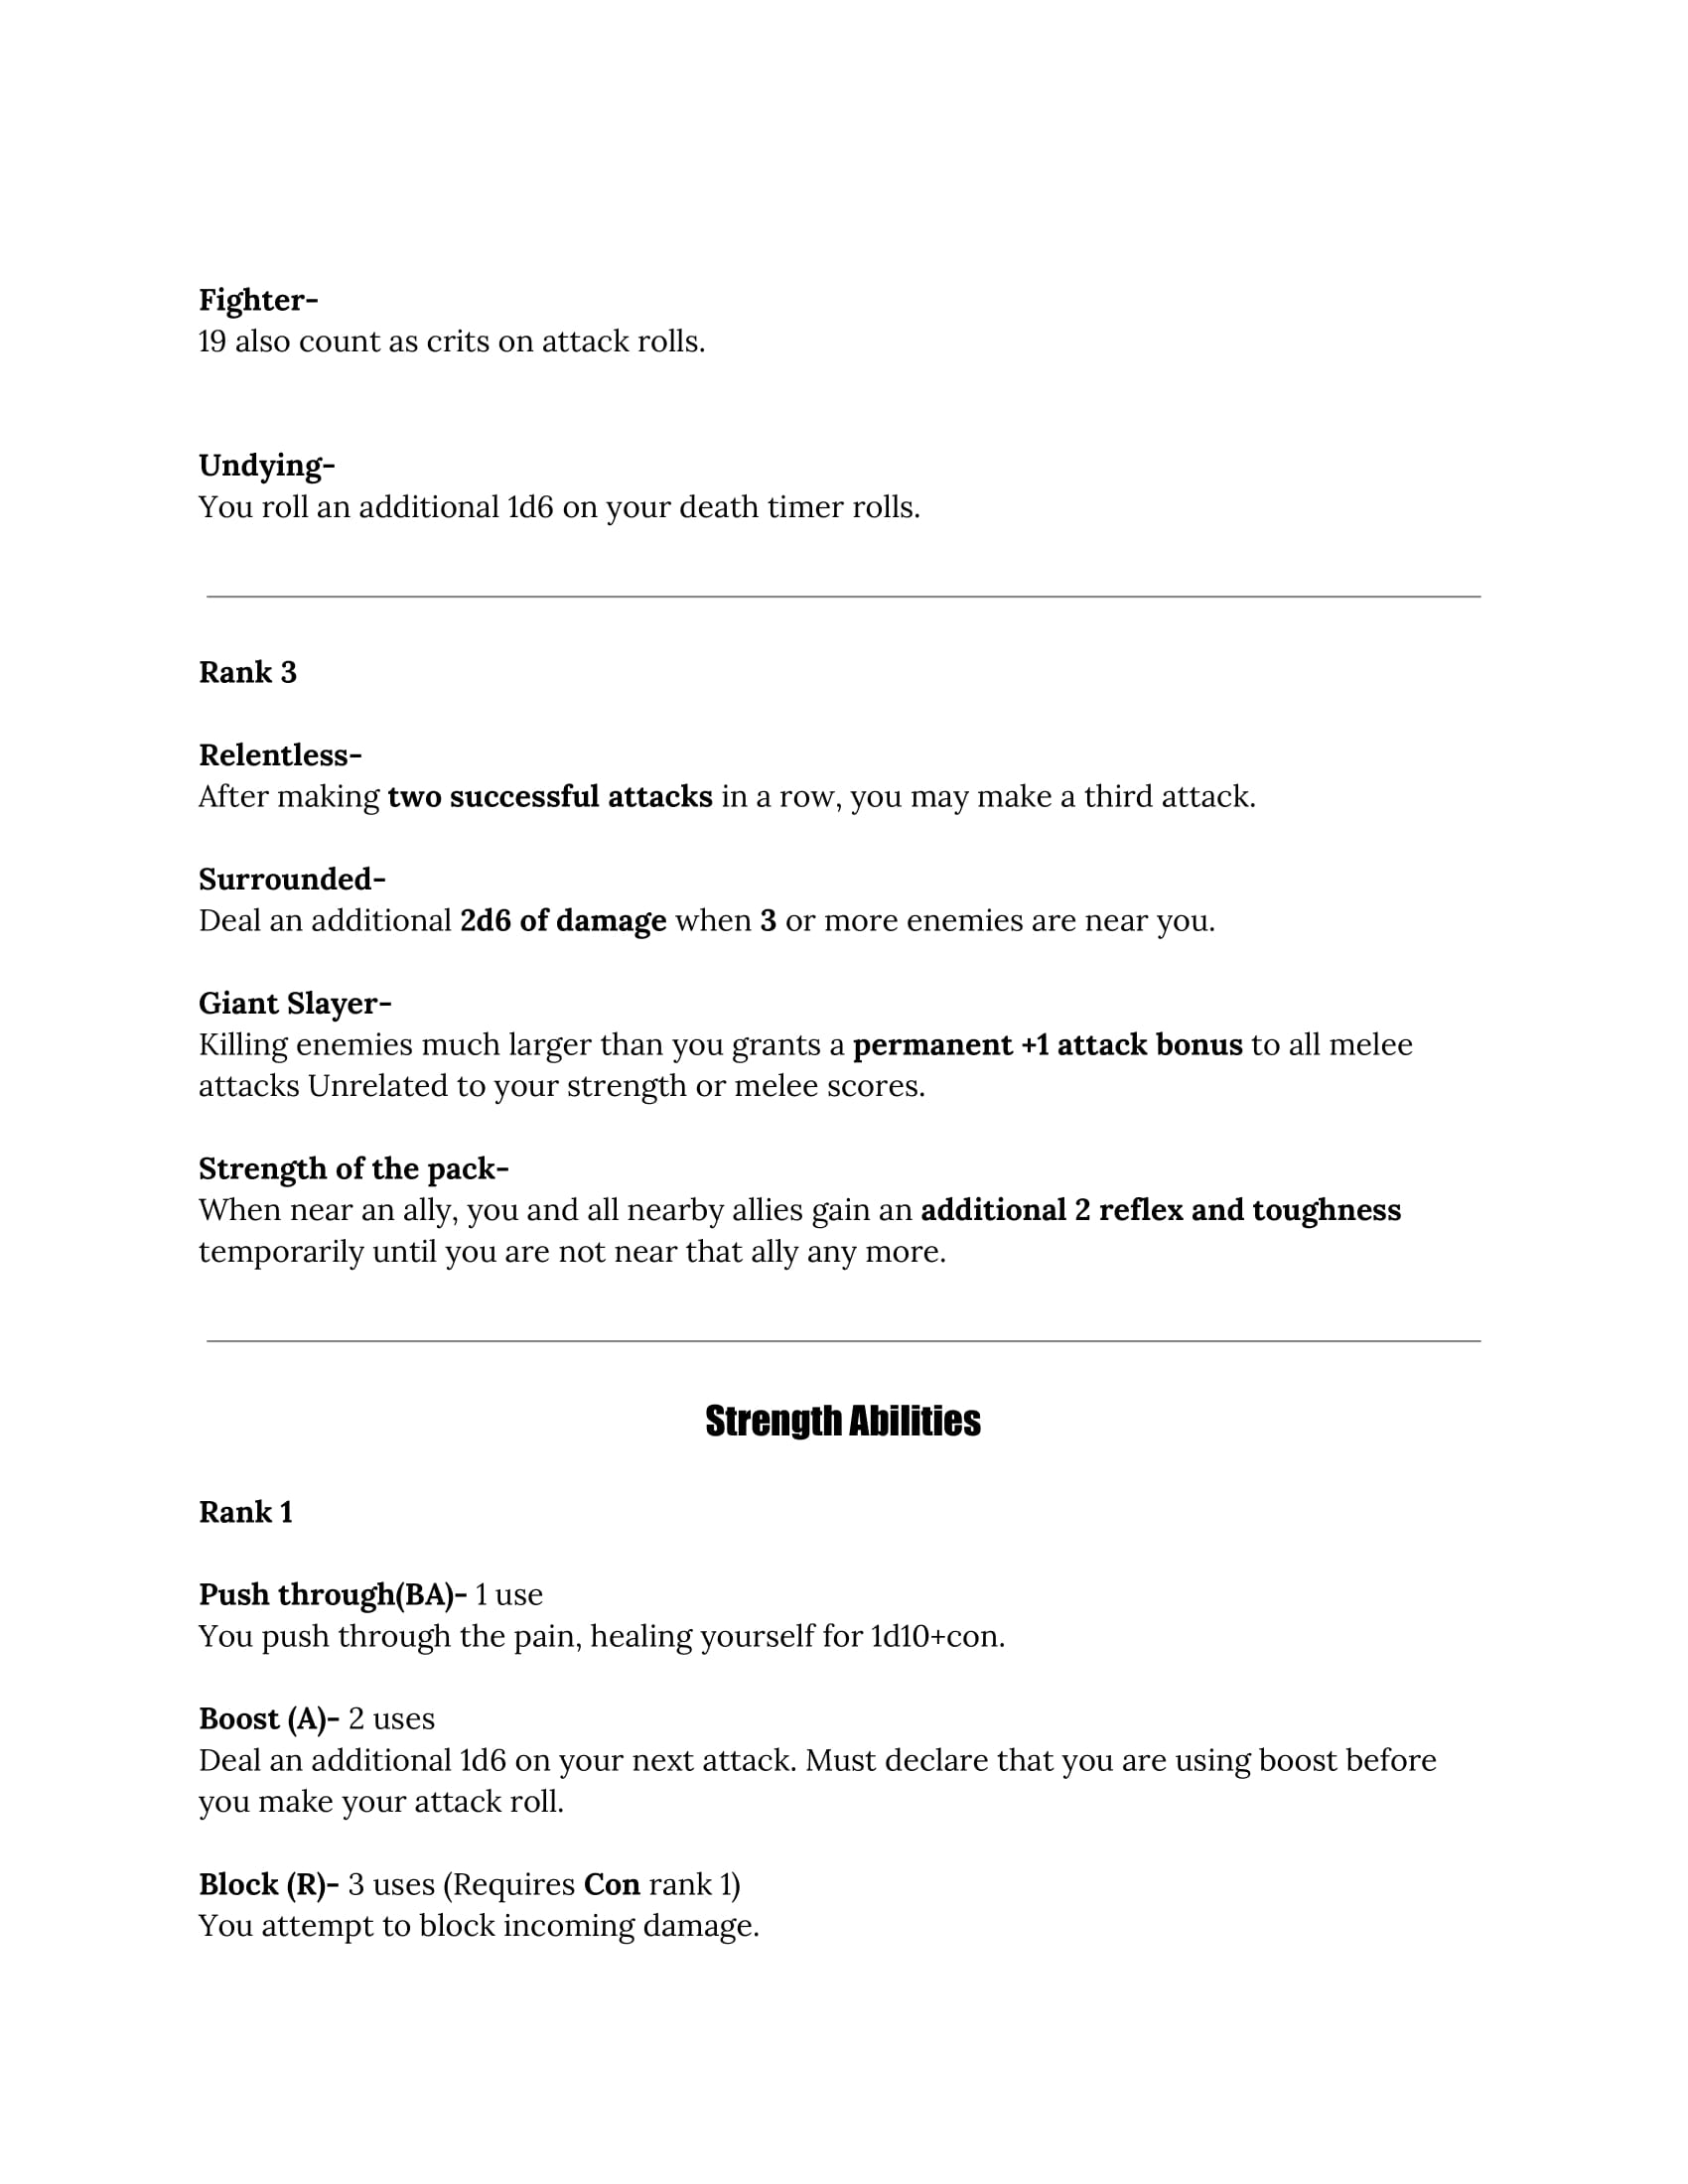 Fighter-
19 also count as crits on attack rolls.
Undying-
You roll an additional 1d6 on your death timer rolls.
Rank 3
Relentless-
After making two successful attacks in a row, you may make a third attack.
Surrounded-
Deal an additional 2d6 of damage when 3 or more enemies are near you.
Giant Slayer-
Killing enemies much larger than you grants a permanent +1 attack bonus to all melee
attacks Unrelated to your strength or melee scores.
Strength of the pack-
When near an ally, you and all nearby allies gain an additional 2 reflex and toughness
temporarily until you are not near that ally any more.
Strength Abilities
Rank 1
Push through(BA)- 1 use
You push through the pain, healing yourself for 1d10+con.
Boost (A)- 2 uses
Deal an additional 1d6 on your next attack. Must declare that you are using boost before
you make your attack roll.
Block (R)- 3 uses (Requires Con rank 1)
You attempt to block incoming damage.